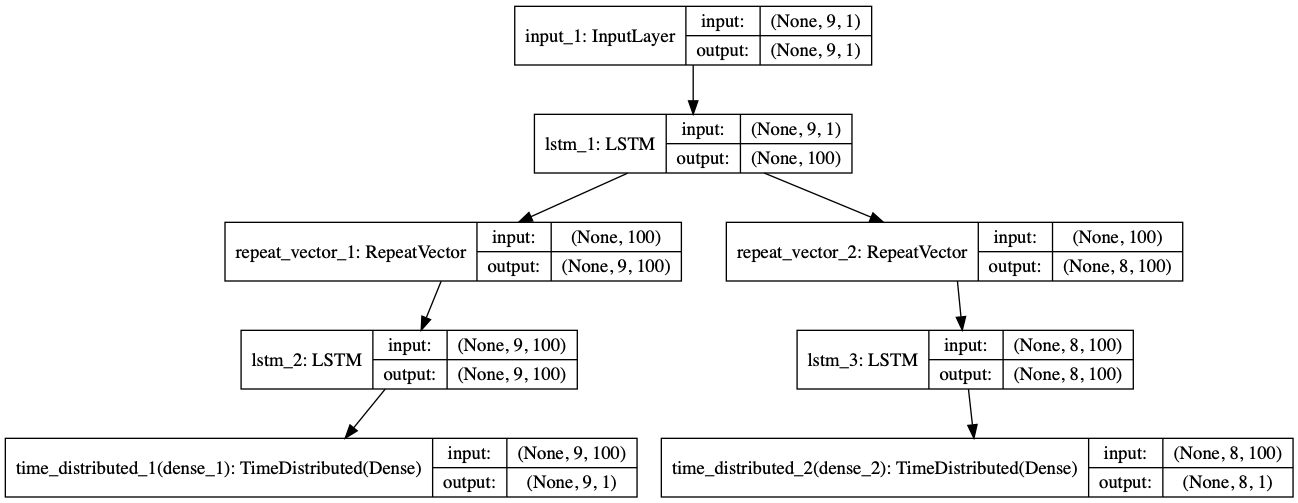 input_1: InputLayer
input: (None, 9, 1)
output: (None, 9, 1)
lstm_1: LSTM
input: (None, 9, 1)
output: (None, 100)
repeat_vector_1: RepeatVector
input: (None, 100)
output: (None, 9, 100)
repeat_vector_2: RepeatVector
input: (None, 100)
output: (None, 8, 100)
lstm_2: LSTM
input: (None, 9, 100)
output: (None, 9, 100)
lstm_3: LSTM
input: (None, 8, 100)
output: (None, 8, 100)
time_distributed_1(dense_1): TimeDistributed(Dense)
input: (None, 9, 100)
output: (None, 9, 1)
time_distributed_2(dense_2): TimeDistributed(Dense)
input: (None, 8, 100)
output: (None, 8, 1)